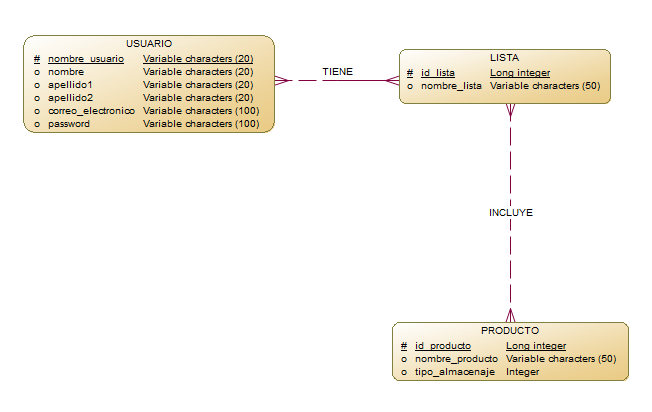 USUARIO
# nombre_usuario Variable characters (20)
o nombre Variable characters (20)
o apellido1 Variable characters (20)
o apellido2 Variable characters (20)
o correo_electronico Variable characters (100)
o password Variable characters (100)
TIENE
LISTA
# id_lista Long integer
o nombre_lista Variable characters (50)
INCLUYE
PRODUCTO
# id_producto Long integer
o nombre_producto Variable characters (50)
o tipo_almacenaje Integer